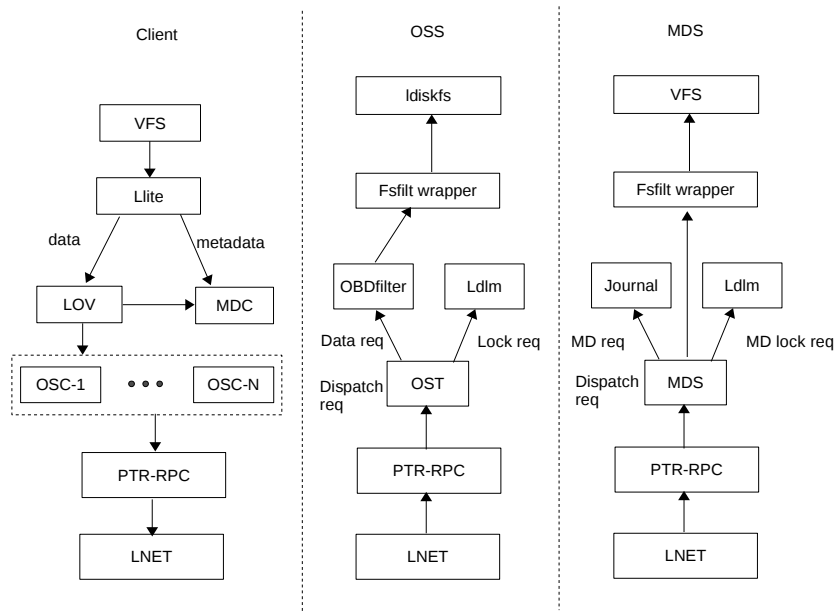 Client
VFS
Llite
data
metadata
LOV
MDC
OSC-1
OSC-N
PTR-RPC
LNET
OSS
ldiskfs
Fsfilt wrapper
OBDfilter
Ldlm
Data req
Lock req
Dispatch
req
OST
PTR-RPC
LNET
MDS
VFS
Fsfilt wrapper
Journal
Ldlm
MD req
MD lock req
Dispatch
req
MDS
PTR-RPC
LNET